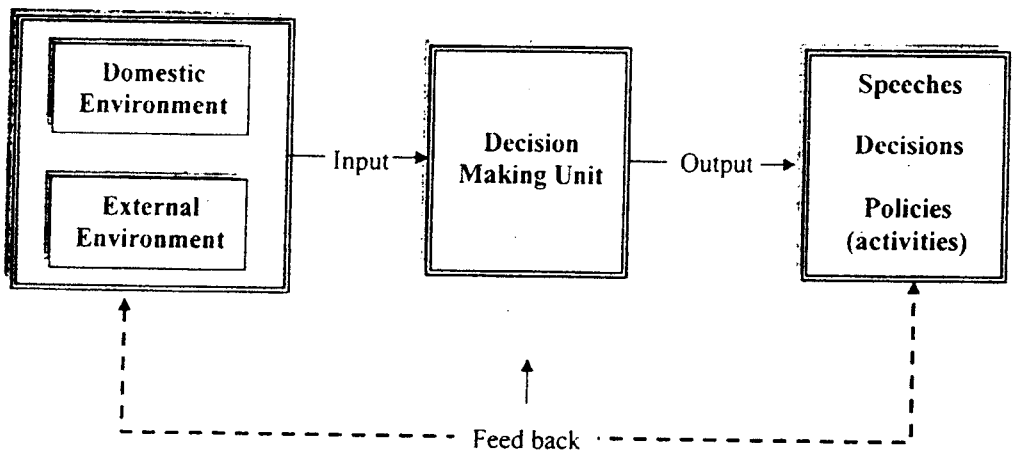 Domestic
Environment
External
Environment
Input
Decision
Making Unit
Output
Speeches
Decisions
Policies
(activities)
Feed back